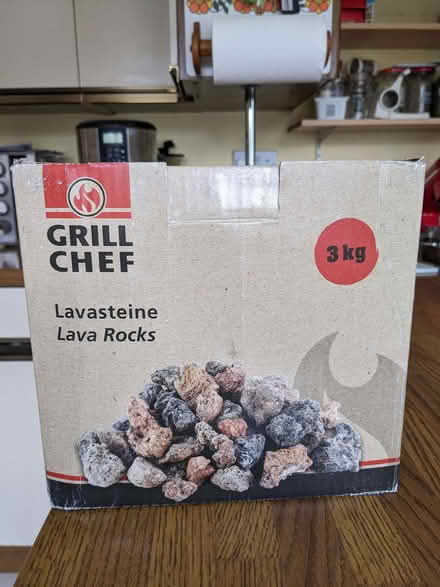 GRILL
CHEF
3 kg
Lavasteine
Lava Rocks